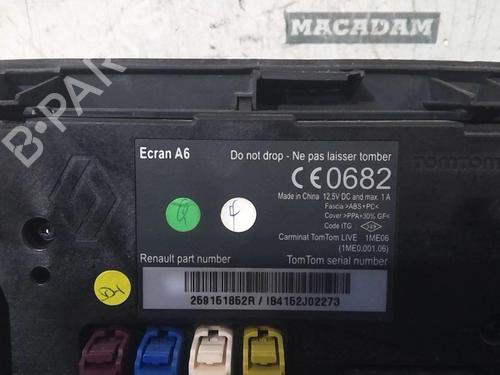 MACADAM
B-PARTS
Ecran A6
Do not drop - Ne pas laisser tomber
TOMTOM
CE0682
Made in China 12.5V DC and max. 1 A
Fascia >ABS+PC<
Cover >PPA+30% GF<
Code ITG
Carminat TomTom LIVE 1ME06
(1ME0.001.06)
Renault part number
TomTom serial number
259151852R / IB4152J02273